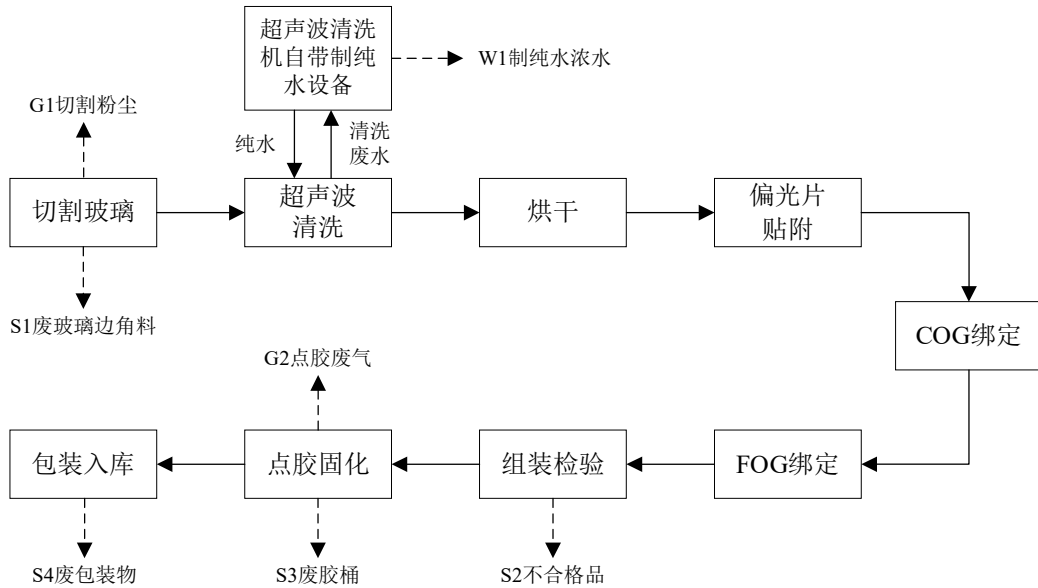 超声波清洗
机自带制纯
水设备
W1制纯水浓水
G1切割粉尘
纯水
清洗
废水
切割玻璃
超声波
清洗
烘干
偏光片
贴附
S1废玻璃边角料
COG绑定
G2点胶废气
包装入库
点胶固化
组装检验
FOG绑定
S4废包装物
S3废胶桶
S2不合格品